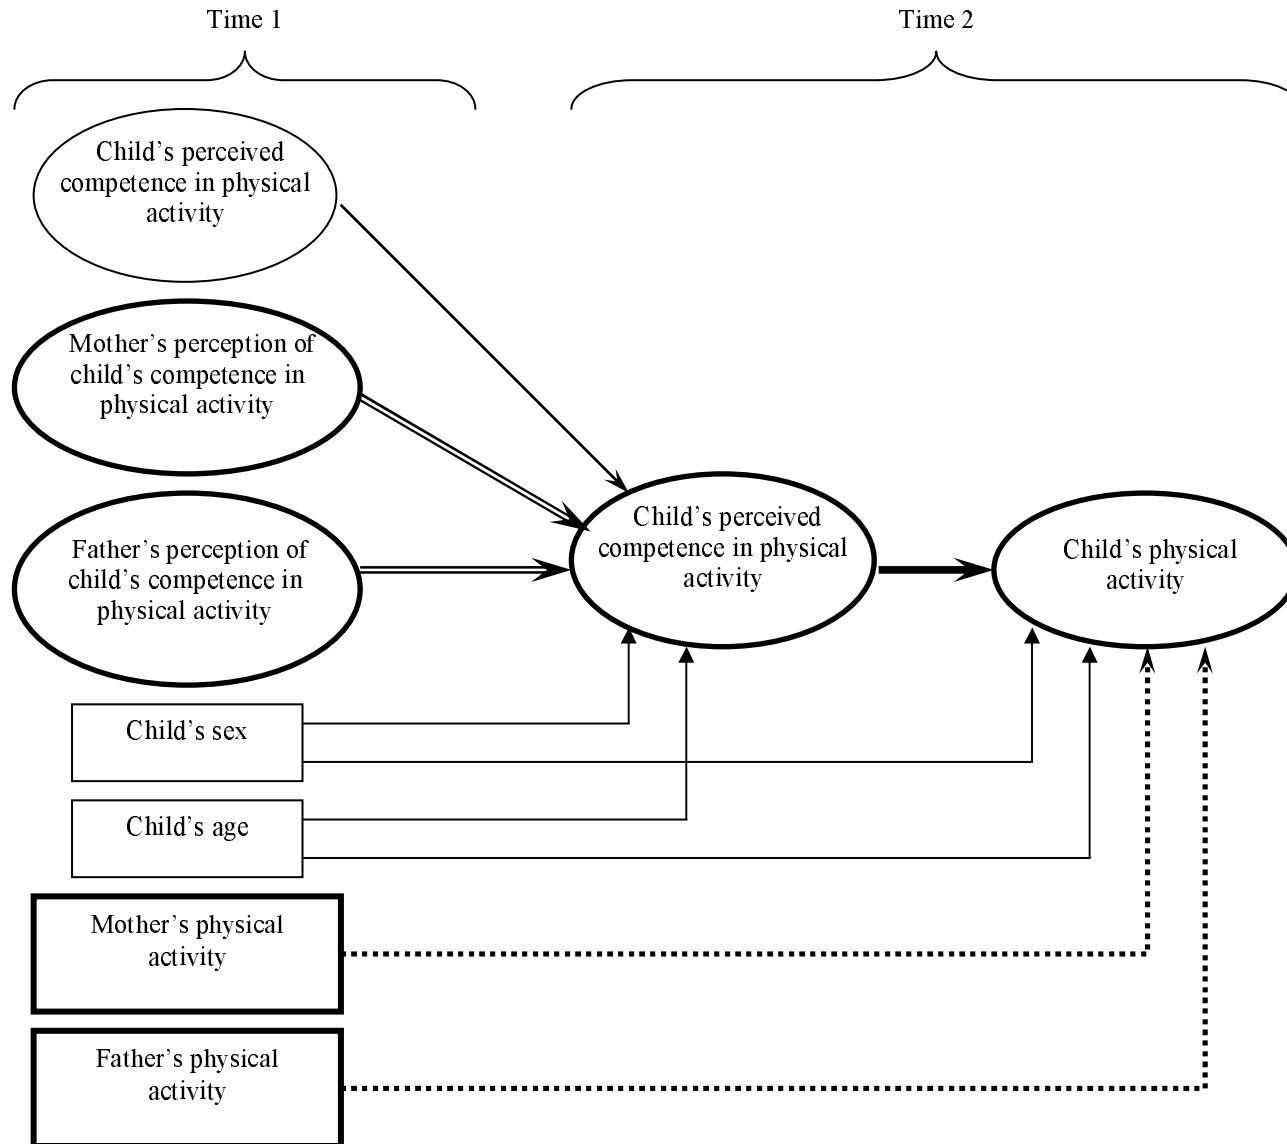 Time 1
Time 2
Child’s perceived
competence in physical
activity
Mother’s perception of
child’s competence in
physical activity
Father’s perception of
child’s competence in
physical activity
Child’s perceived
competence in physical
activity
Child’s physical
activity
Child’s sex
Child’s age
Mother’s physical
activity
Father’s physical
activity